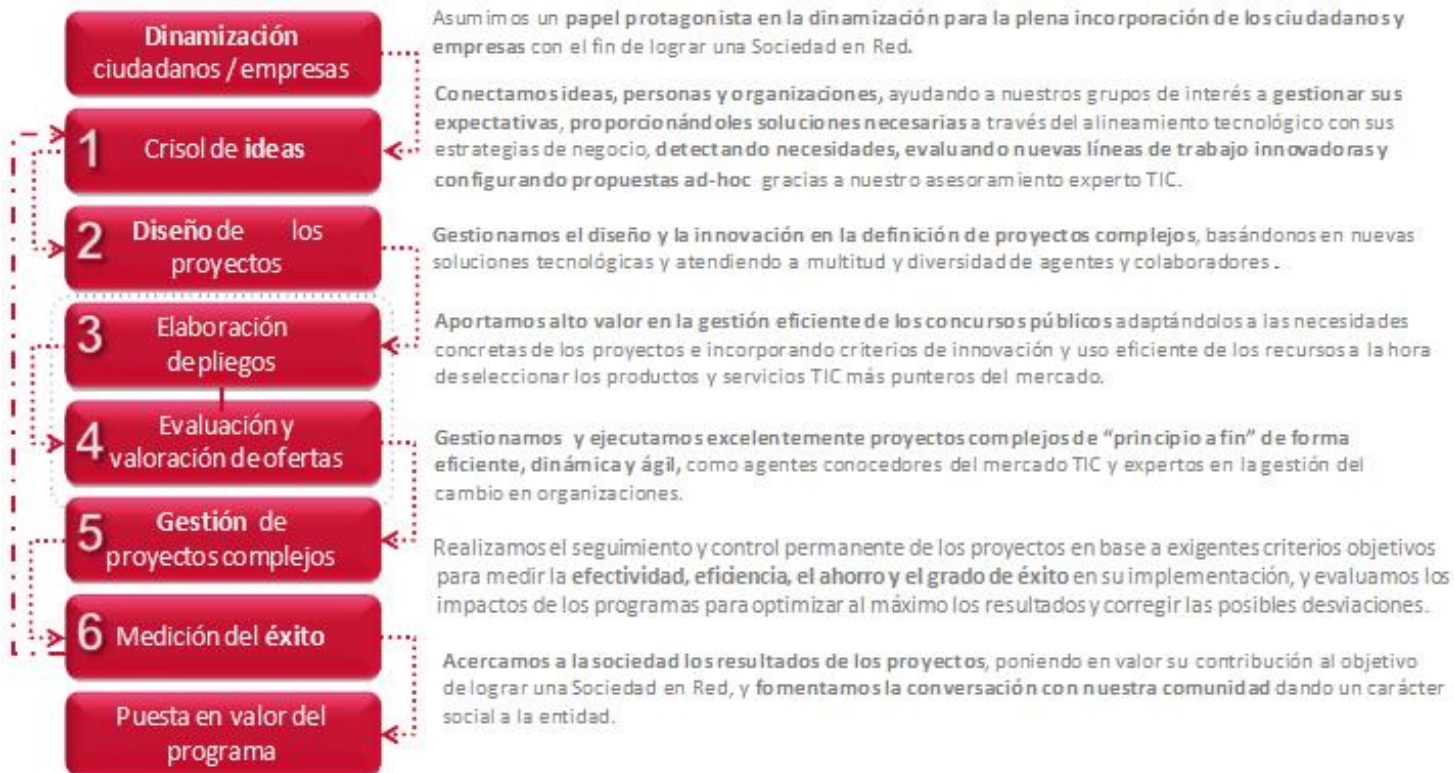 Dinamización
ciudadanos / empresas
Asumimos un papel protagonista en la dinamización para la plena incorporación de los ciudadanos y
empresas con el fin de lograr una Sociedad en Red.
1 Crisol de ideas
Conectamos ideas, personas y organizaciones, ayudando a nuestros grupos de interés a gestionar sus
expectativas, proporcionándoles soluciones necesarias a través del alineamiento tecnológico con sus
estrategias de negocio, detectando necesidades, evaluando nuevas líneas de trabajo innovadoras y
configurando propuestas ad-hoc gracias a nuestro asesoramiento experto TIC.
2 Diseño de los
proyectos
Gestionamos el diseño y la innovación en la definición de proyectos complejos, basándonos en nuevas
soluciones tecnológicas y atendiendo a multitud y diversidad de agentes y colaboradores.
3 Elaboración
de pliegos
Aportamos alto valor en la gestión eficiente de los concursos públicos adaptándolos a las necesidades
concretas de los proyectos e incorporando criterios de innovación y uso eficiente de los recursos a la hora
de seleccionar los productos y servicios TIC más punteros del mercado.
4 Evaluación y
valoración de ofertas
Gestionamos y ejecutamos excelentemente proyectos complejos de “principio a fin” de forma
eficiente, dinámica y ágil, como agentes conocedores del mercado TIC y expertos en la gestión del
cambio en organizaciones.
5 Gestión de
proyectos complejos
Realizamos el seguimiento y control permanente de los proyectos en base a exigentes criterios objetivos
para medir la efectividad, eficiencia, el ahorro y el grado de éxito en su implementación, y evaluamos los
impactos de los programas para optimizar al máximo los resultados y corregir las posibles desviaciones.
6 Medición del éxito
Acercamos a la sociedad los resultados de los proyectos, poniendo en valor su contribución al objetivo
de lograr una Sociedad en Red, y fomentamos la conversación con nuestra comunidad dando un carácter
social a la entidad.
Puesta en valor del
programa